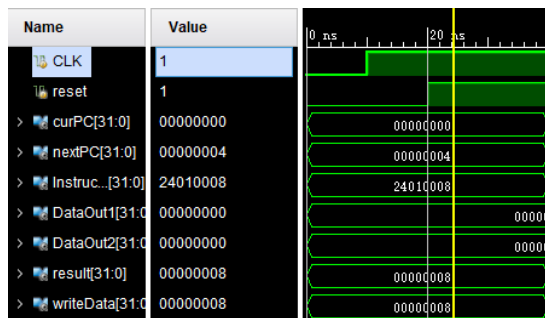 Name Value 0 ns 20 ns
CLK 1
reset 1
curPC[31:0] 00000000 00000000
nextPC[31:0] 00000004 00000004
Instruc...[31:0] 24010008 24010008
DataOut1[31:0 00000000 0000
DataOut2[31:0 00000000 0000
result[31:0] 00000008 00000008
writeData[31:0 00000008 00000008